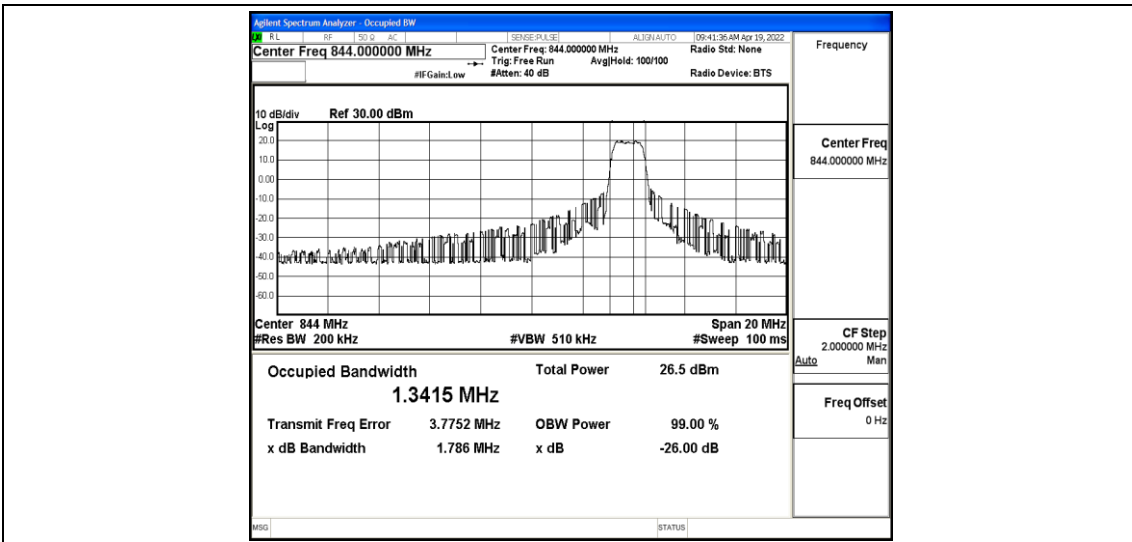 Agilent Spectrum Analyzer - Occupied BW
RL RF 50 Ω AC SENSE:PULSE ALIGNAUTO 09:41:36 AM Apr 19, 2022
Center Freq 844.000000 MHz Center Freq: 844.000000 MHz Radio Std: None Frequency
Trig: Free Run Avg|Hold: 100/100
#IFGain:Low #Atten: 40 dB Radio Device: BTS
10 dB/div Ref 30.00 dBm
Log
20.0
10.0
0.00
-10.0
-20.0
-30.0
-40.0
-50.0
-60.0
Center 844 MHz Span 20 MHz
#Res BW 200 kHz #VBW 510 kHz #Sweep 100 ms
Center Freq
844.000000 MHz
CF Step
2.000000 MHz
Auto Man
Freq Offset
0 Hz
Occupied Bandwidth Total Power 26.5 dBm
1.3415 MHz
Transmit Freq Error 3.7752 MHz OBW Power 99.00 %
x dB Bandwidth 1.786 MHz x dB -26.00 dB
MSG STATUS